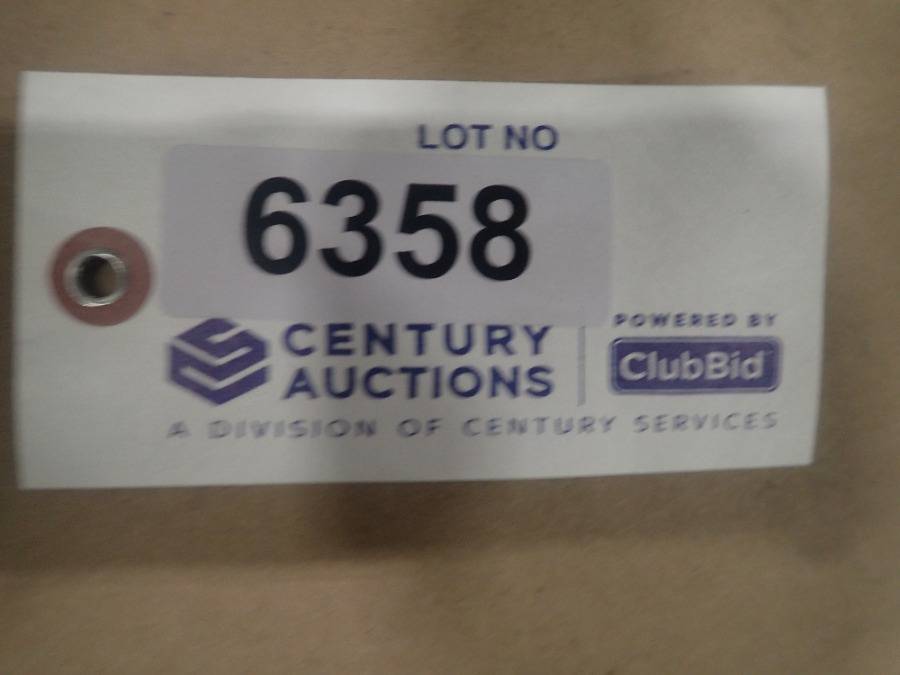 LOT NO
6358
CENTURY
AUCTIONS
POWERED BY
ClubBid
A DIVISION OF CENTURY SERVICES